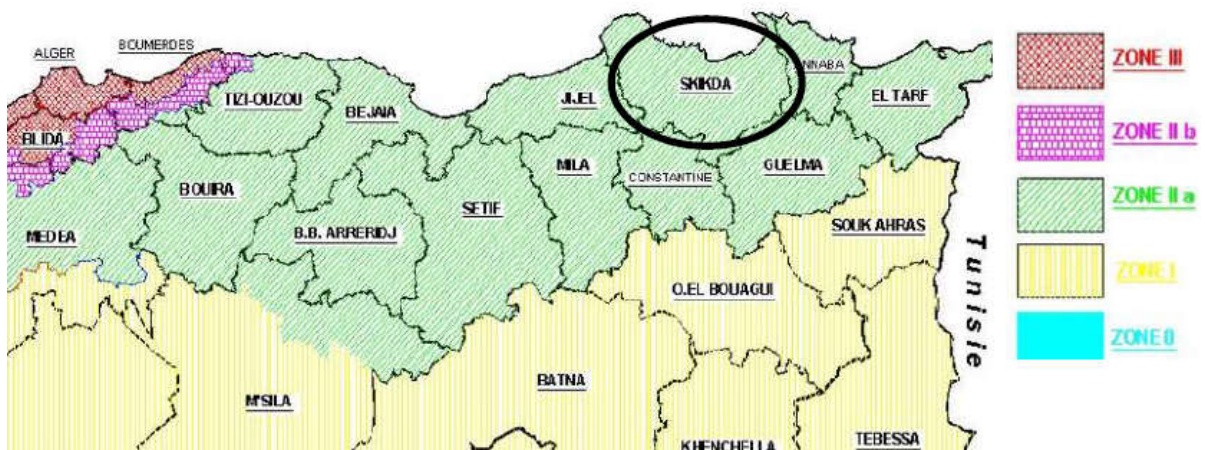 ALGER
BOUMERDES
BLIDA
TIZI-OUZOU
BEJAIA
JIJEL
SKIKDA
NNABA
EL TARF
MEDEA
BOUIRA
B.B. ARRERIDJ
SETIF
MILA
CONSTANTINE
GUELMA
SOUK AHRAS
O.EL BOUAGUI
M'SILA
BATNA
KHENCHELLA
TEBESSA
Tunisie
ZONE III
ZONE II b
ZONE II a
ZONE I
ZONE 0